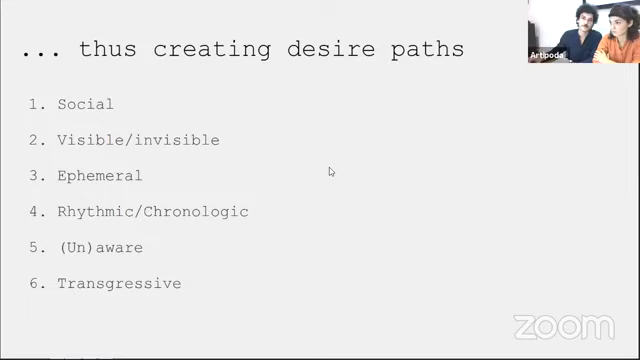 ... thus creating desire paths
Artipoda
1. Social
2. Visible/invisible
3. Ephemeral
4. Rhythmic/Chronologic
5. (Un)aware
6. Transgressive
zoom